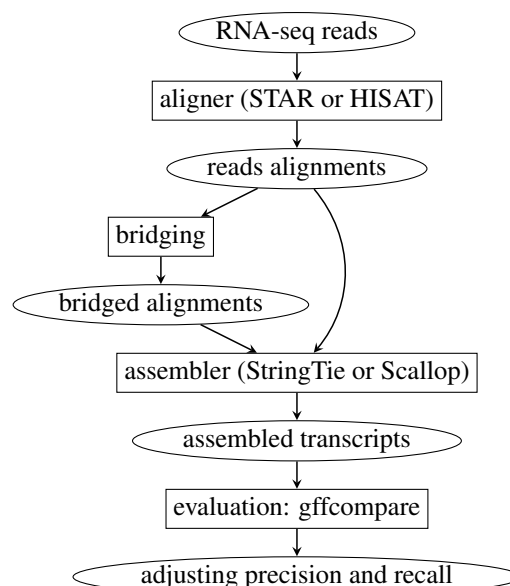 RNA-seq reads
aligner (STAR or HISAT)
reads alignments
bridging
bridged alignments
assembler (StringTie or Scallop)
assembled transcripts
evaluation: gffcompare
adjusting precision and recall